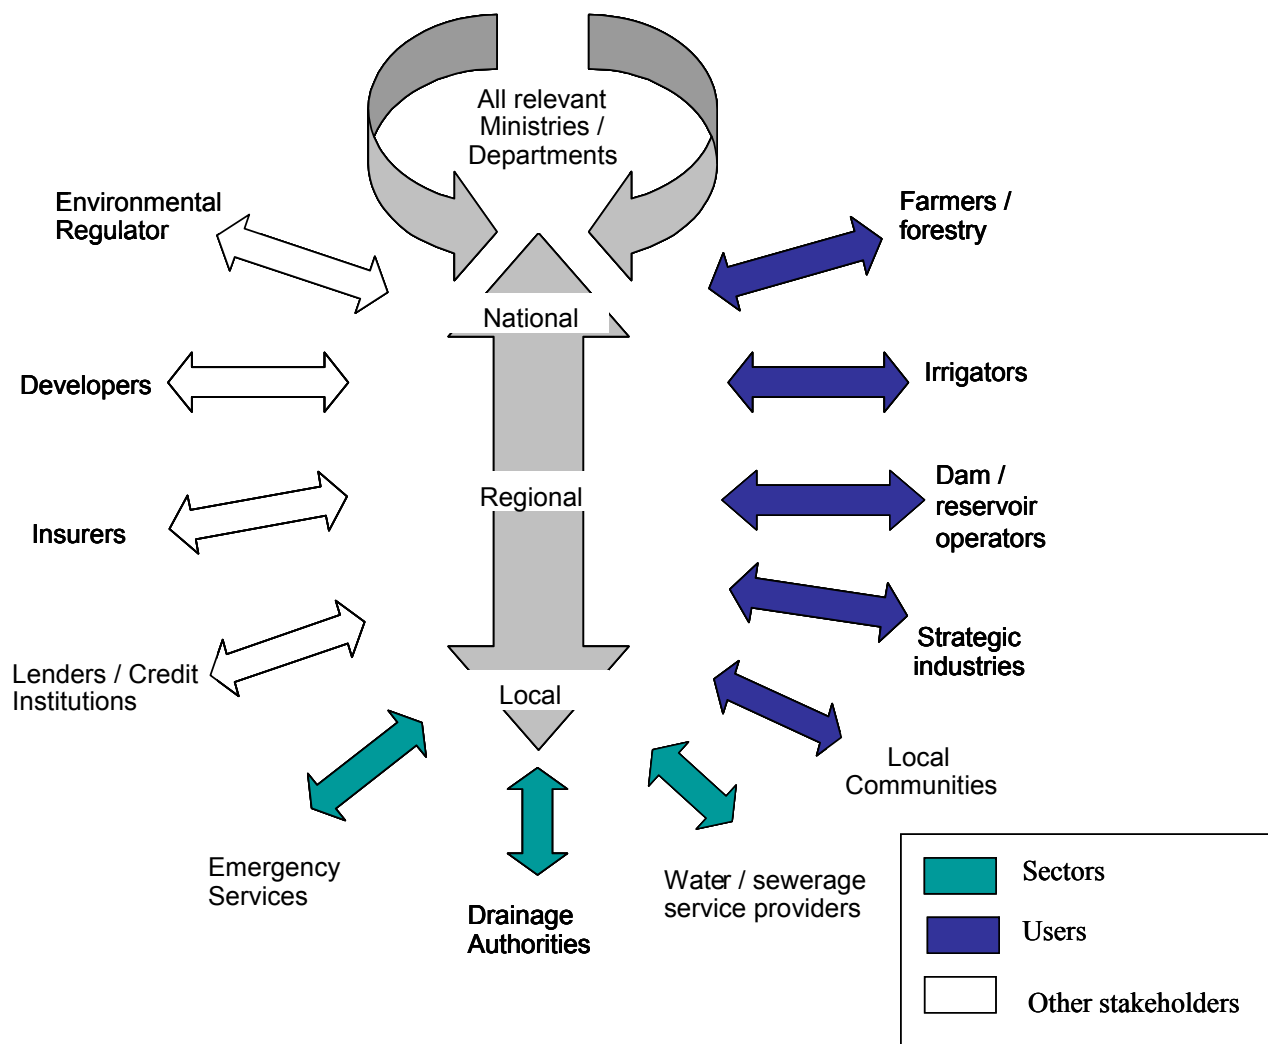 All relevant
Ministries /
Departments
Environmental
Regulator
Farmers /
forestry
National
Developers
Irrigators
Regional
Dam /
reservoir
operators
Insurers
Strategic
industries
Lenders / Credit
Institutions
Local
Local
Communities
Emergency
Services
Drainage
Authorities
Water / sewerage
service providers
Sectors
Users
Other stakeholders